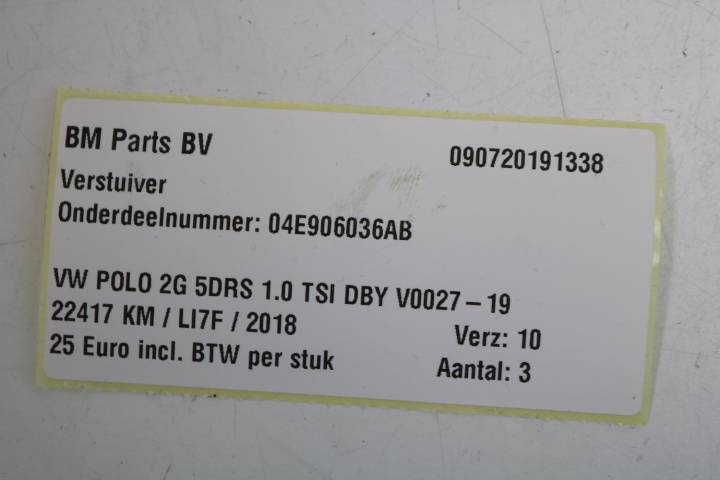 BM Parts BV 090720191338
Verstuiver
Onderdeelnummer: 04E906036AB
VW POLO 2G 5DRS 1.0 TSI DBY V0027-19
22417 KM / LI7F / 2018 Verz: 10
25 Euro incl. BTW per stuk Aantal: 3